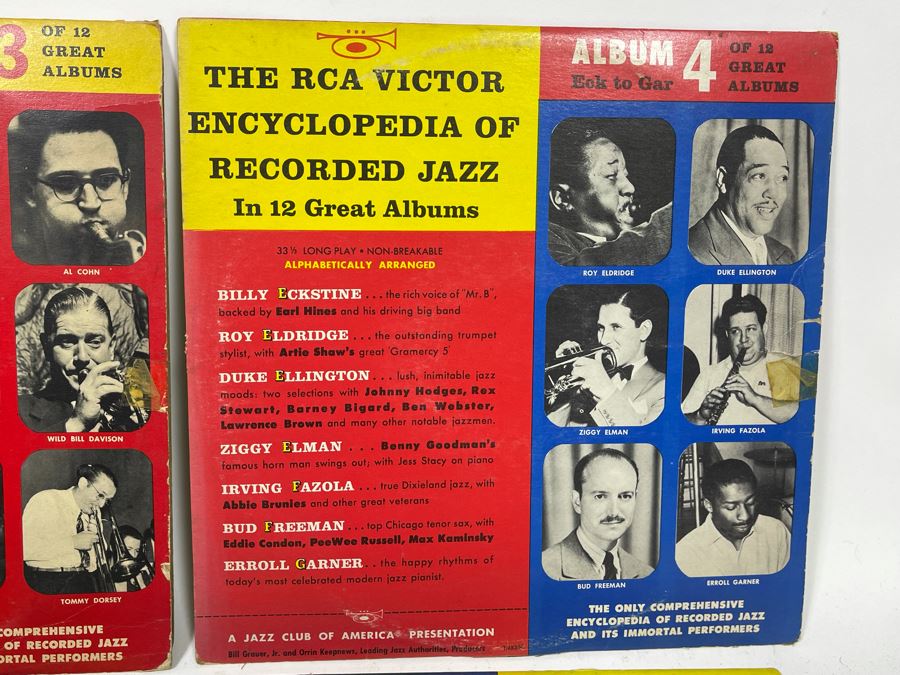 3
OF 12
GREAT
ALBUMS
AL COHN
WILD BILL DAVISON
TOMMY DORSEY
COMPREHENSIVE
OF RECORDED JAZZ
ORTAL PERFORMERS
THE RCA VICTOR
ENCYCLOPEDIA OF
RECORDED JAZZ
In 12 Great Albums
33⅓ LONG PLAY • NON-BREAKABLE
ALPHABETICALLY ARRANGED
BILLY ECKSTINE . . . the rich voice of "Mr. B",
backed by Earl Hines and his driving big band
ROY ELDRIDGE . . . the outstanding trumpet
stylist, with Artie Shaw's great 'Gramercy 5'
DUKE ELLINGTON . . . lush, inimitable jazz
moods: two selections with Johnny Hodges, Rex
Stewart, Barney Bigard, Ben Webster,
Lawrence Brown and many other notable jazzmen.
ZIGGY ELMAN . . . Benny Goodman's
famous horn man swings out; with Jess Stacy on piano
IRVING FAZOLA . . . true Dixieland jazz, with
Abbie Brunies and other great veterans
BUD FREEMAN . . . top Chicago tenor sax, with
Eddie Condon, PeeWee Russell, Max Kaminsky
ERROLL GARNER . . the happy rhythms of
today's most celebrated modern jazz pianist.
A JAZZ CLUB OF AMERICA PRESENTATION
Bill Grauer, Jr. and Orrin Keepnews, Leading Jazz Authorities, Producers
ALBUM 4
Eck to Gar
OF 12
GREAT
ALBUMS
ROY ELDRIDGE
DUKE ELLINGTON
ZIGGY ELMAN
IRVING FAZOLA
BUD FREEMAN
ERROLL GARNER
THE ONLY COMPREHENSIVE
ENCYCLOPEDIA OF RECORDED JAZZ
AND ITS IMMORTAL PERFORMERS